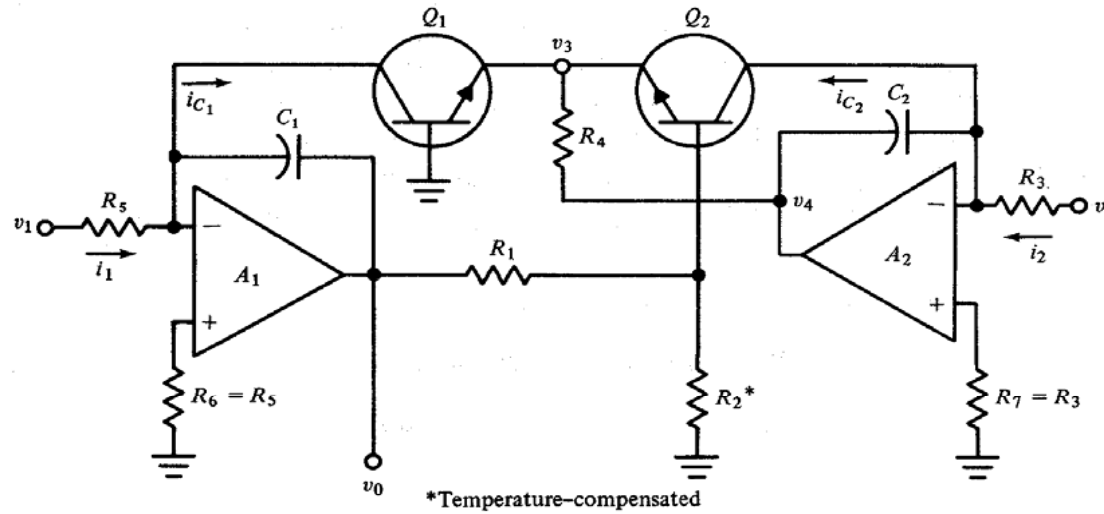 Q1
Q2
v3
iC1
iC2
C1
C2
R4
R5
R3
v1
v4
v
i1
i2
−
−
R1
A1
A2
+
+
R6 = R5
R2*
R7 = R3
v0
*Temperature-compensated